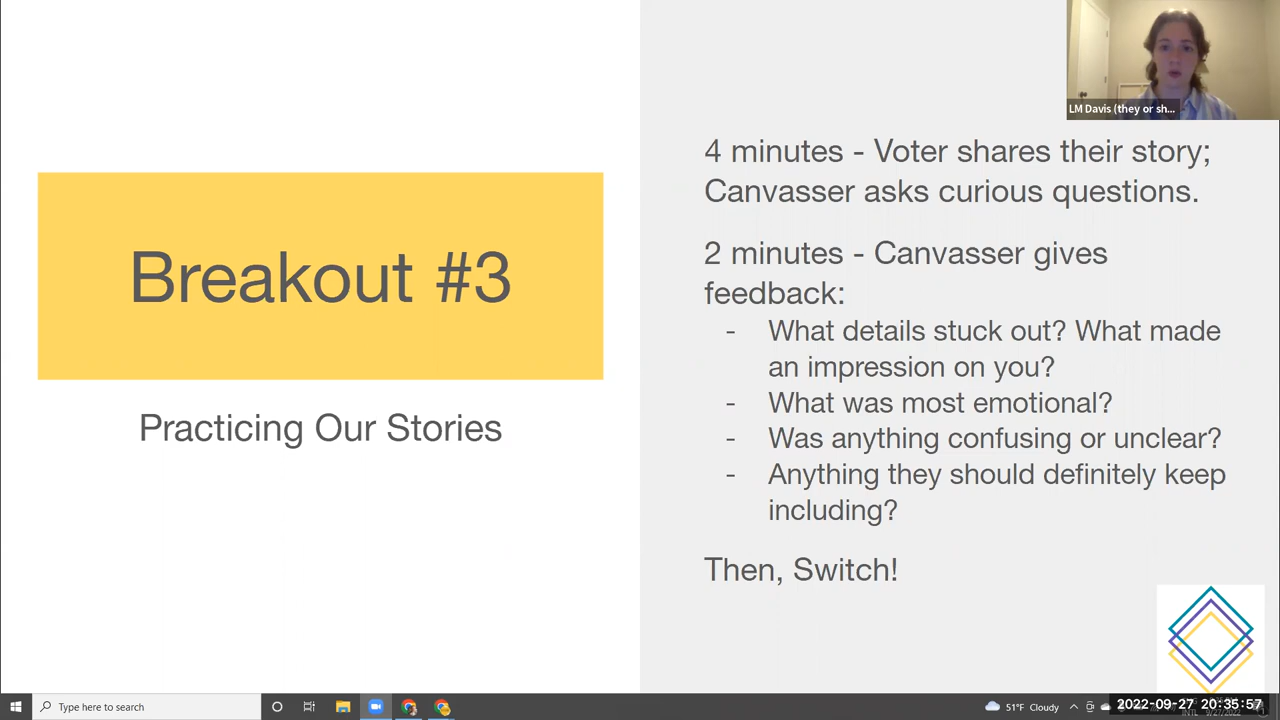 LM Davis (they or sh...
Breakout #3
Practicing Our Stories
4 minutes - Voter shares their story;
Canvasser asks curious questions.
2 minutes - Canvasser gives
feedback:
- What details stuck out? What made
an impression on you?
- What was most emotional?
- Was anything confusing or unclear?
- Anything they should definitely keep
including?
Then, Switch!
Type here to search
51°F Cloudy
2022-09-27 20:35:57